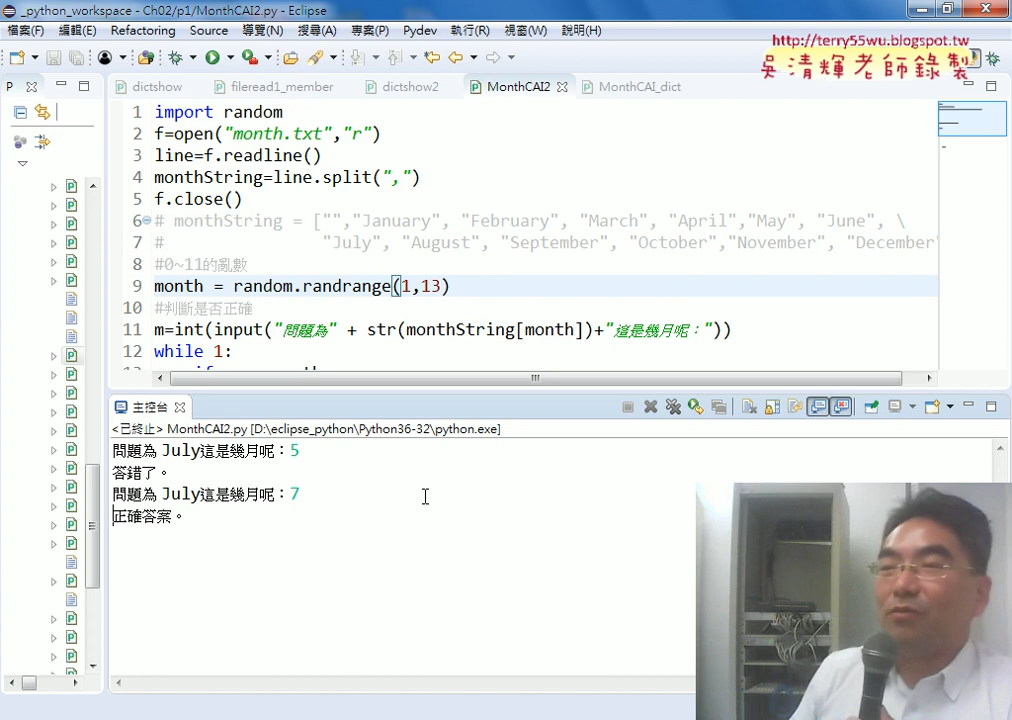 _python_workspace - Ch02/p1/MonthCAI2.py - Eclipse
檔案(F) 編輯(E) Refactoring Source 導覽(N) 搜尋(A) 專案(P) Pydev 執行(R) 視窗(W) 說明(H)
http://terry55wu.blogspot.tw
吳清輝老師錄製
P
dictshow fileread1_member dictshow2 MonthCAI2 MonthCAI_dict
1 import random
2 f=open("month.txt","r")
3 line=f.readline()
4 monthString=line.split(",")
5 f.close()
6 # monthString = ["","January", "February", "March", "April","May", "June", \
7 # "July", "August", "September", "October","November", "December"
8 #0~11的亂數
9 month = random.randrange(1,13)
10 #判斷是否正確
11 m=int(input("問題為" + str(monthString[month])+"這是幾月呢："))
12 while 1:
主控台
<已終止> MonthCAI2.py [D:\eclipse_python\Python36-32\python.exe]
問題為 July這是幾月呢：5
答錯了。
問題為 July這是幾月呢：7
正確答案。